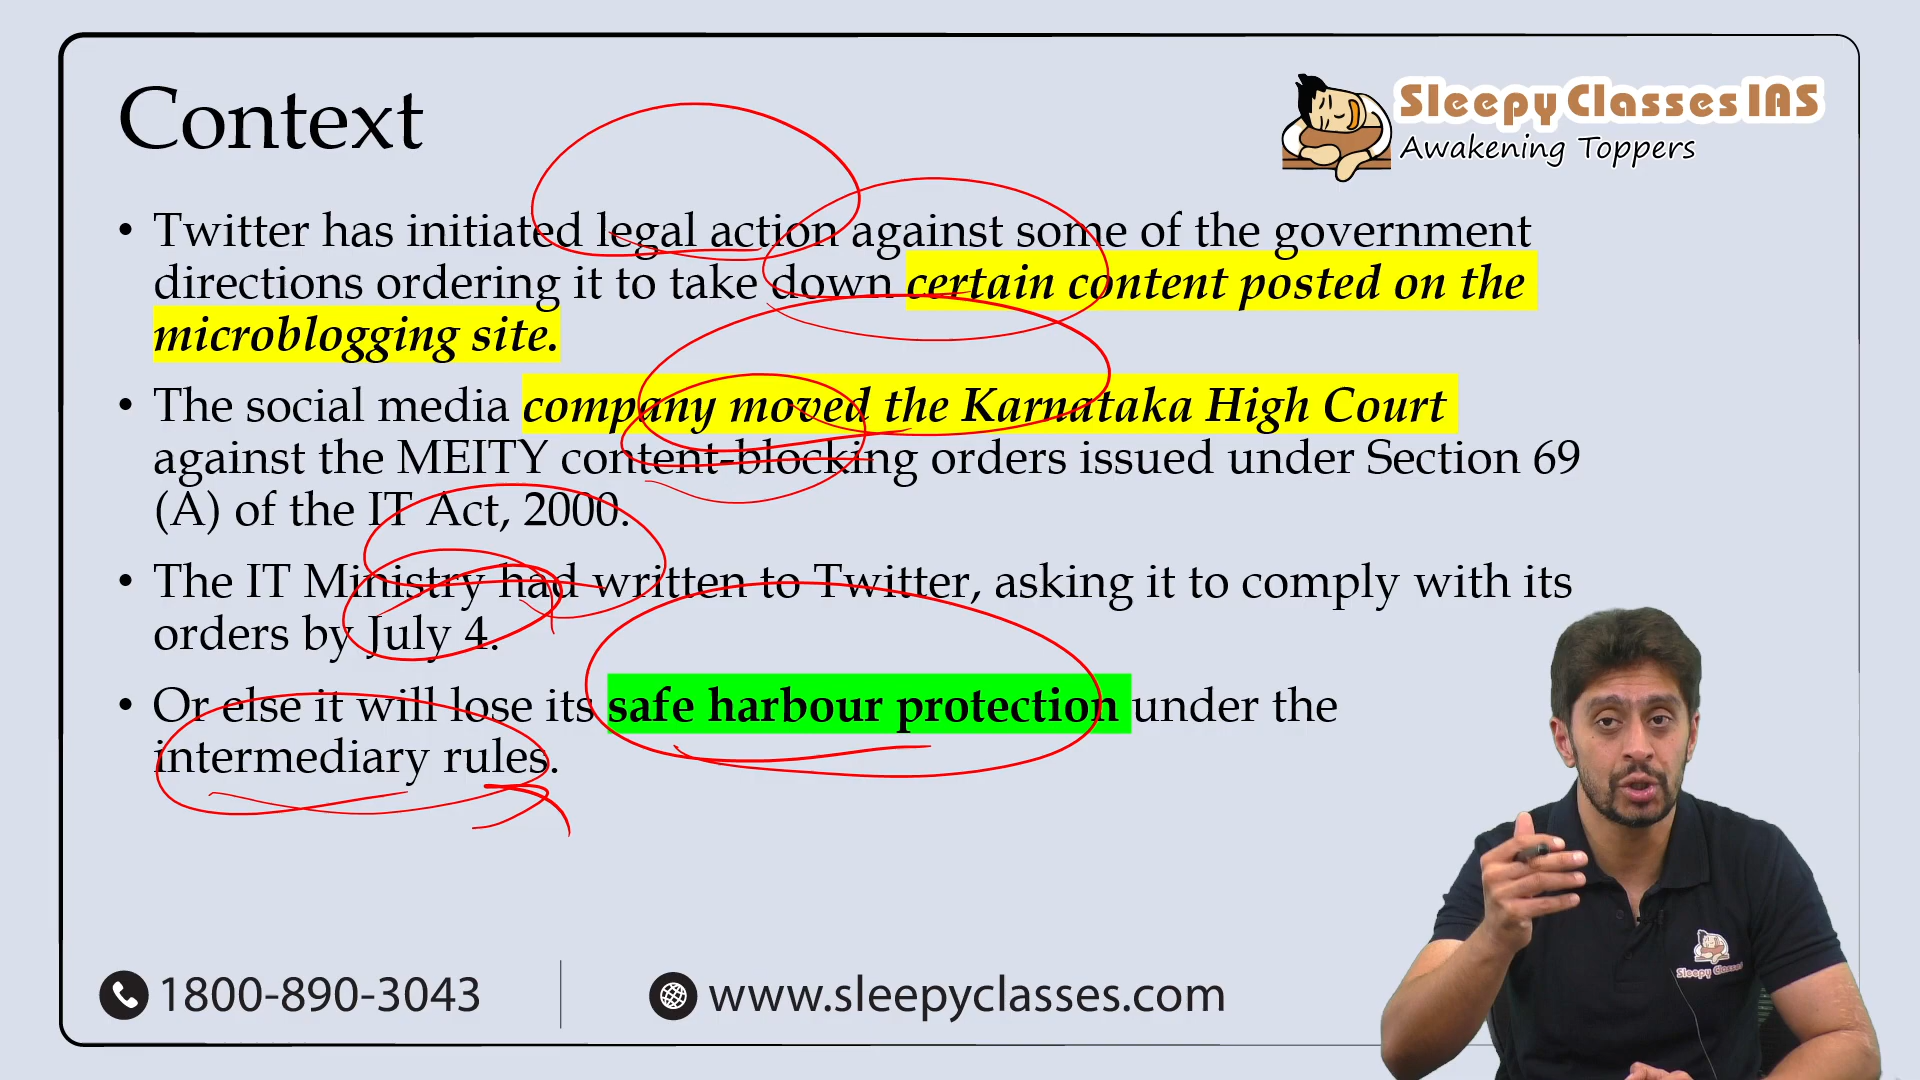 Context
Sleepy Classes IAS
Awakening Toppers
• Twitter has initiated legal action against some of the government
directions ordering it to take down certain content posted on the
microblogging site.
• The social media company moved the Karnataka High Court
against the MEITY content-blocking orders issued under Section 69
(A) of the IT Act, 2000.
• The IT Ministry had written to Twitter, asking it to comply with its
orders by July 4.
• Or else it will lose its safe harbour protection under the
intermediary rules.
Sleepy Classes
1800-890-3043
www.sleepyclasses.com